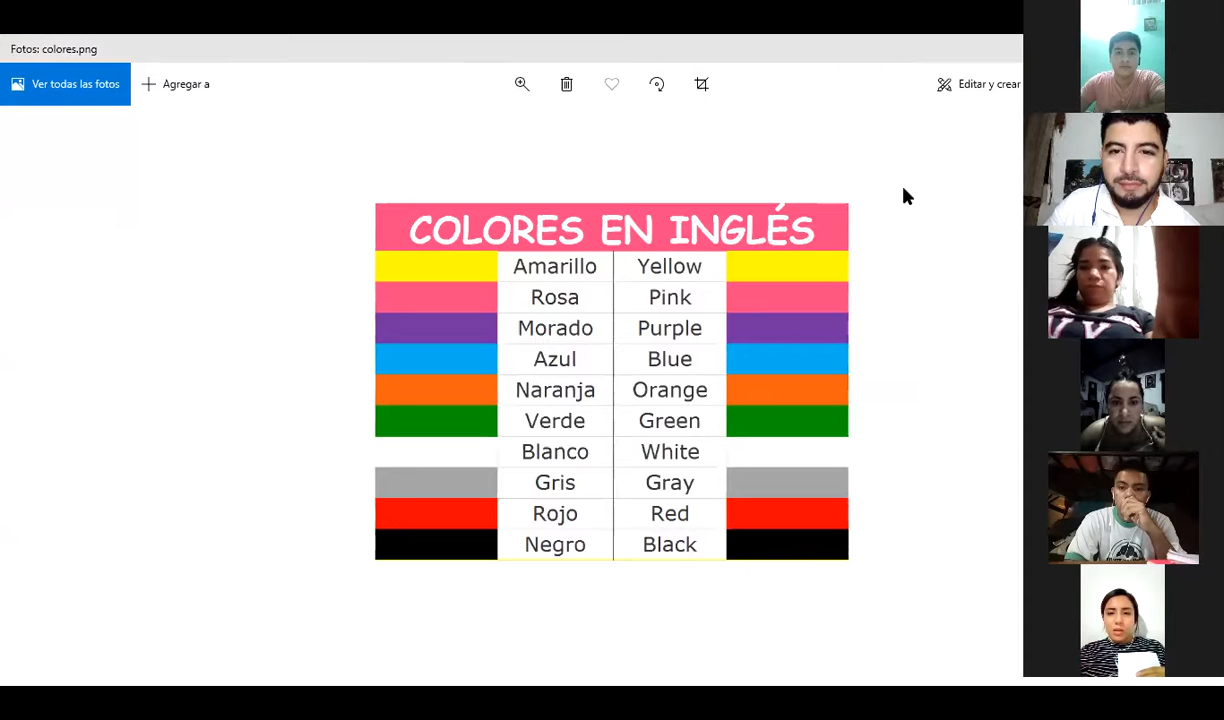 Fotos: colores.png
Ver todas las fotos
Agregar a
Editar y crear
COLORES EN INGLÉS
Amarillo Yellow
Rosa Pink
Morado Purple
Azul Blue
Naranja Orange
Verde Green
Blanco White
Gris Gray
Rojo Red
Negro Black